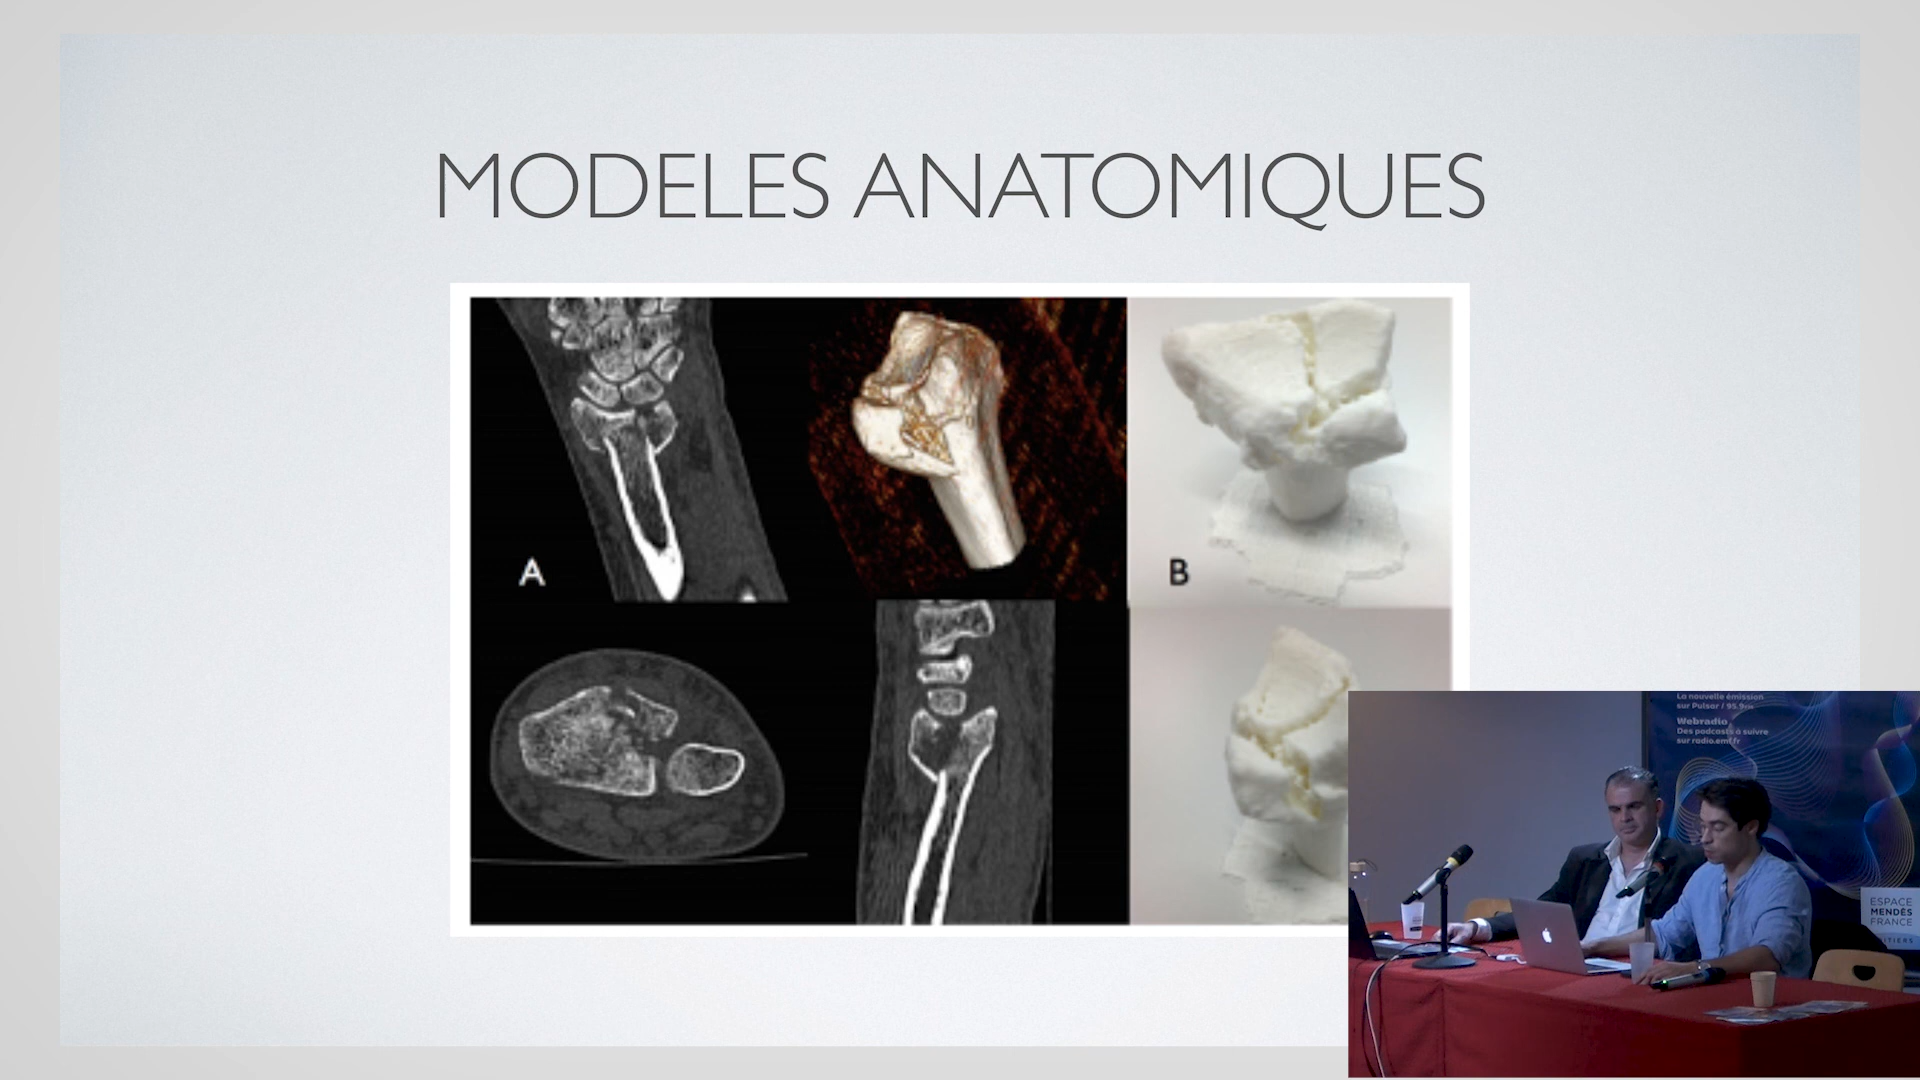 MODELES ANATOMIQUES
A
B
La nouvelle émission
sur Pulsar / 95.9FM
Webradio
Des podcasts à suivre
sur radio.emf.fr
ESPACE
MENDÈS
FRANCE